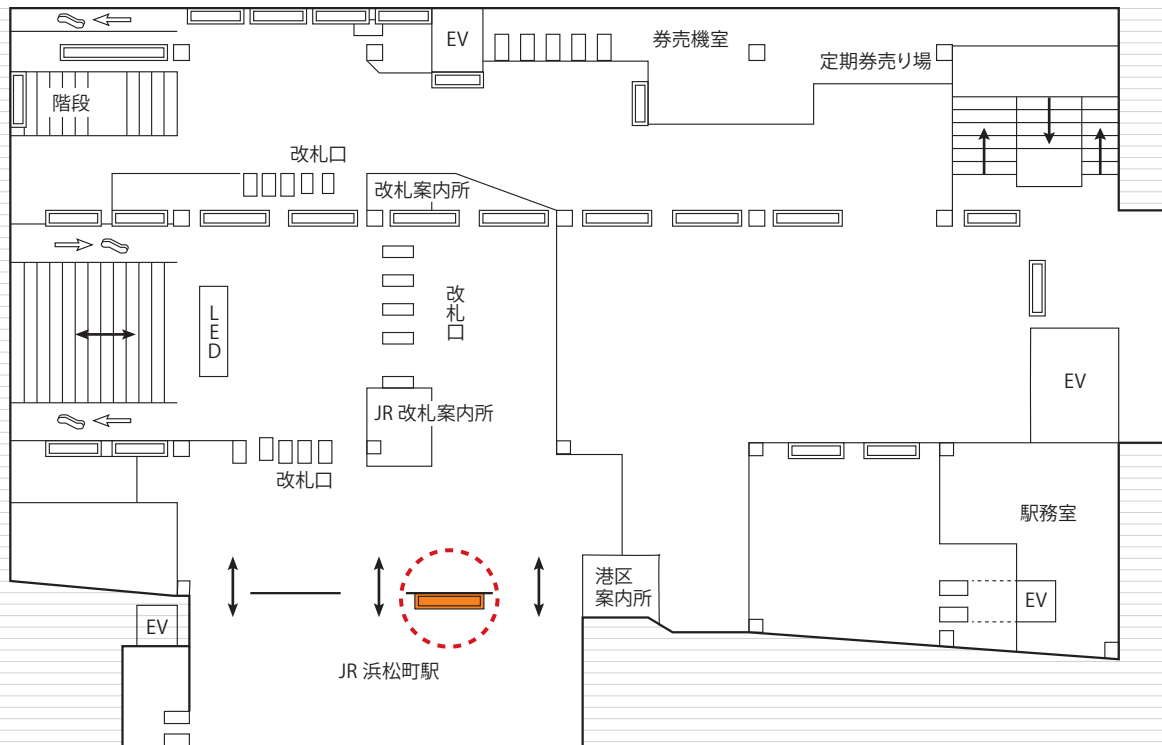 EV
券売機室
定期券売り場
階段
改札口
改札案内所
改札口
LED
EV
JR 改札案内所
改札口
駅務室
港区
案内所
EV
EV
JR 浜松町駅